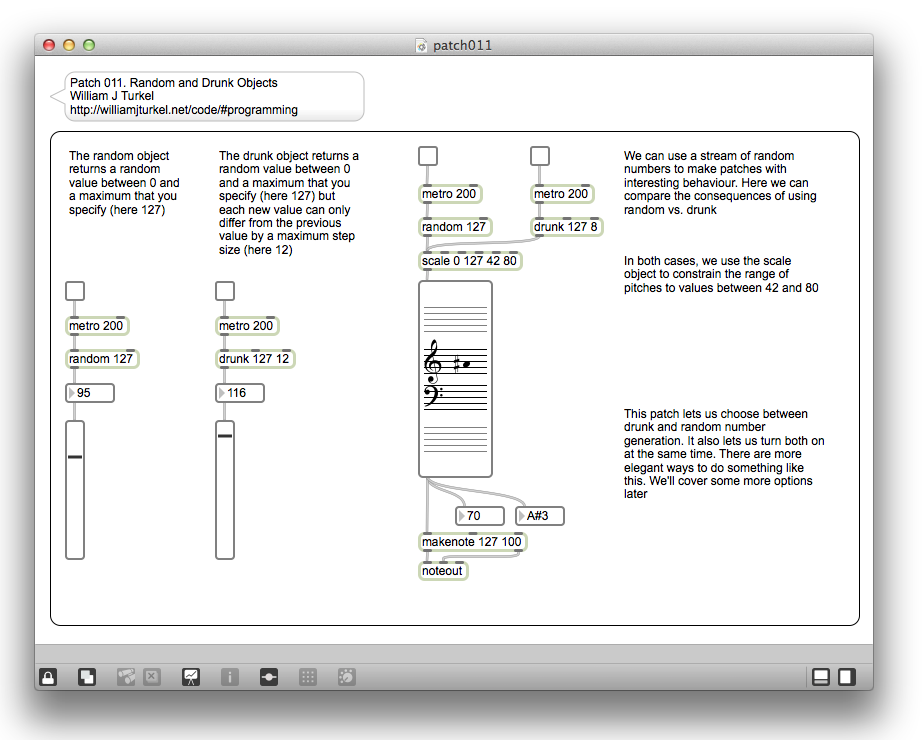 patch011
Patch 011. Random and Drunk Objects
William J Turkel
http://williamjturkel.net/code/#programming
The random object
returns a random
value between 0 and
a maximum that you
specify (here 127)
metro 200
random 127
95
The drunk object returns a
random value between 0
and a maximum that you
specify (here 127) but
each new value can only
differ from the previous
value by a maximum step
size (here 12)
metro 200
drunk 127 12
116
metro 200
random 127
metro 200
drunk 127 8
scale 0 127 42 80
70
A#3
makenote 127 100
noteout
We can use a stream of random
numbers to make patches with
interesting behaviour. Here we can
compare the consequences of using
random vs. drunk
In both cases, we use the scale
object to constrain the range of
pitches to values between 42 and 80
This patch lets us choose between
drunk and random number
generation. It also lets us turn both on
at the same time. There are more
elegant ways to do something like
this. We'll cover some more options
later